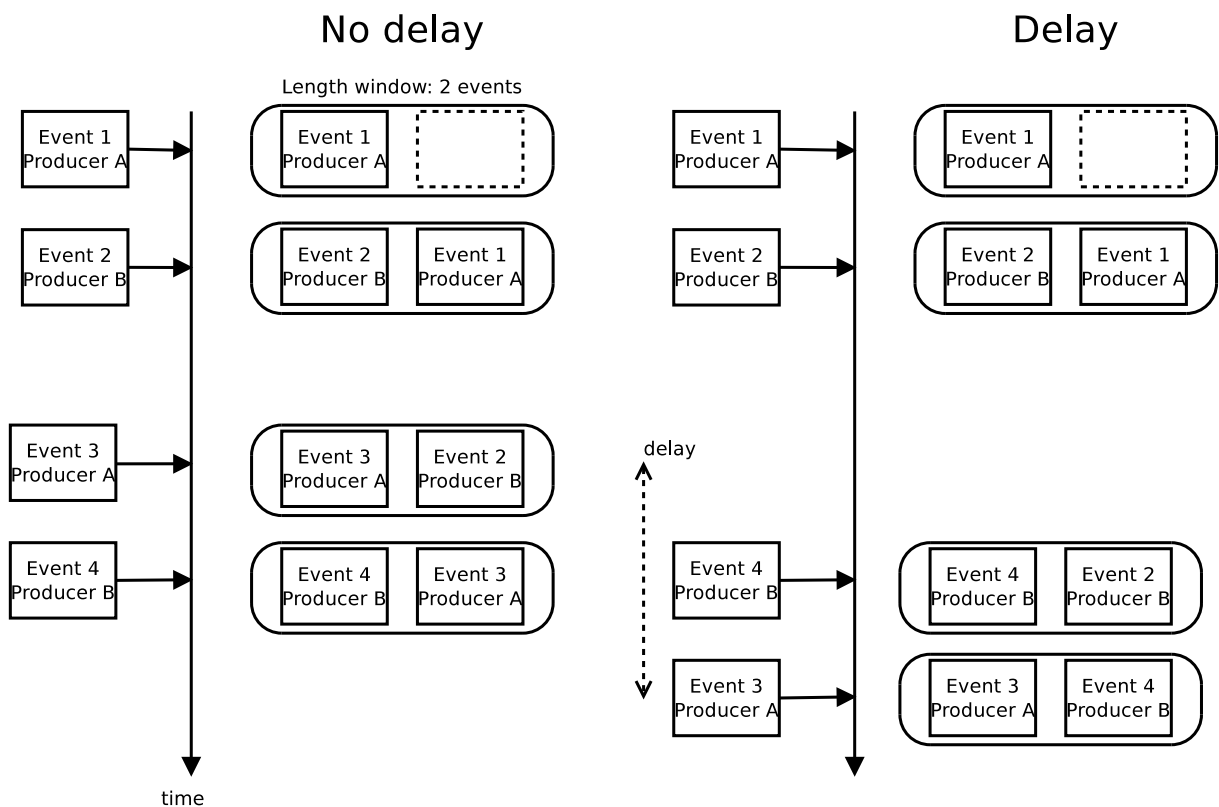 No delay
Delay
Length window: 2 events
Event 1
Producer A
Event 1
Producer A
Event 1
Producer A
Event 1
Producer A
Event 2
Producer B
Event 2
Producer B
Event 1
Producer A
Event 2
Producer B
Event 2
Producer B
Event 1
Producer A
Event 3
Producer A
Event 3
Producer A
Event 2
Producer B
delay
Event 4
Producer B
Event 4
Producer B
Event 3
Producer A
Event 4
Producer B
Event 4
Producer B
Event 2
Producer B
Event 3
Producer A
Event 3
Producer A
Event 4
Producer B
time